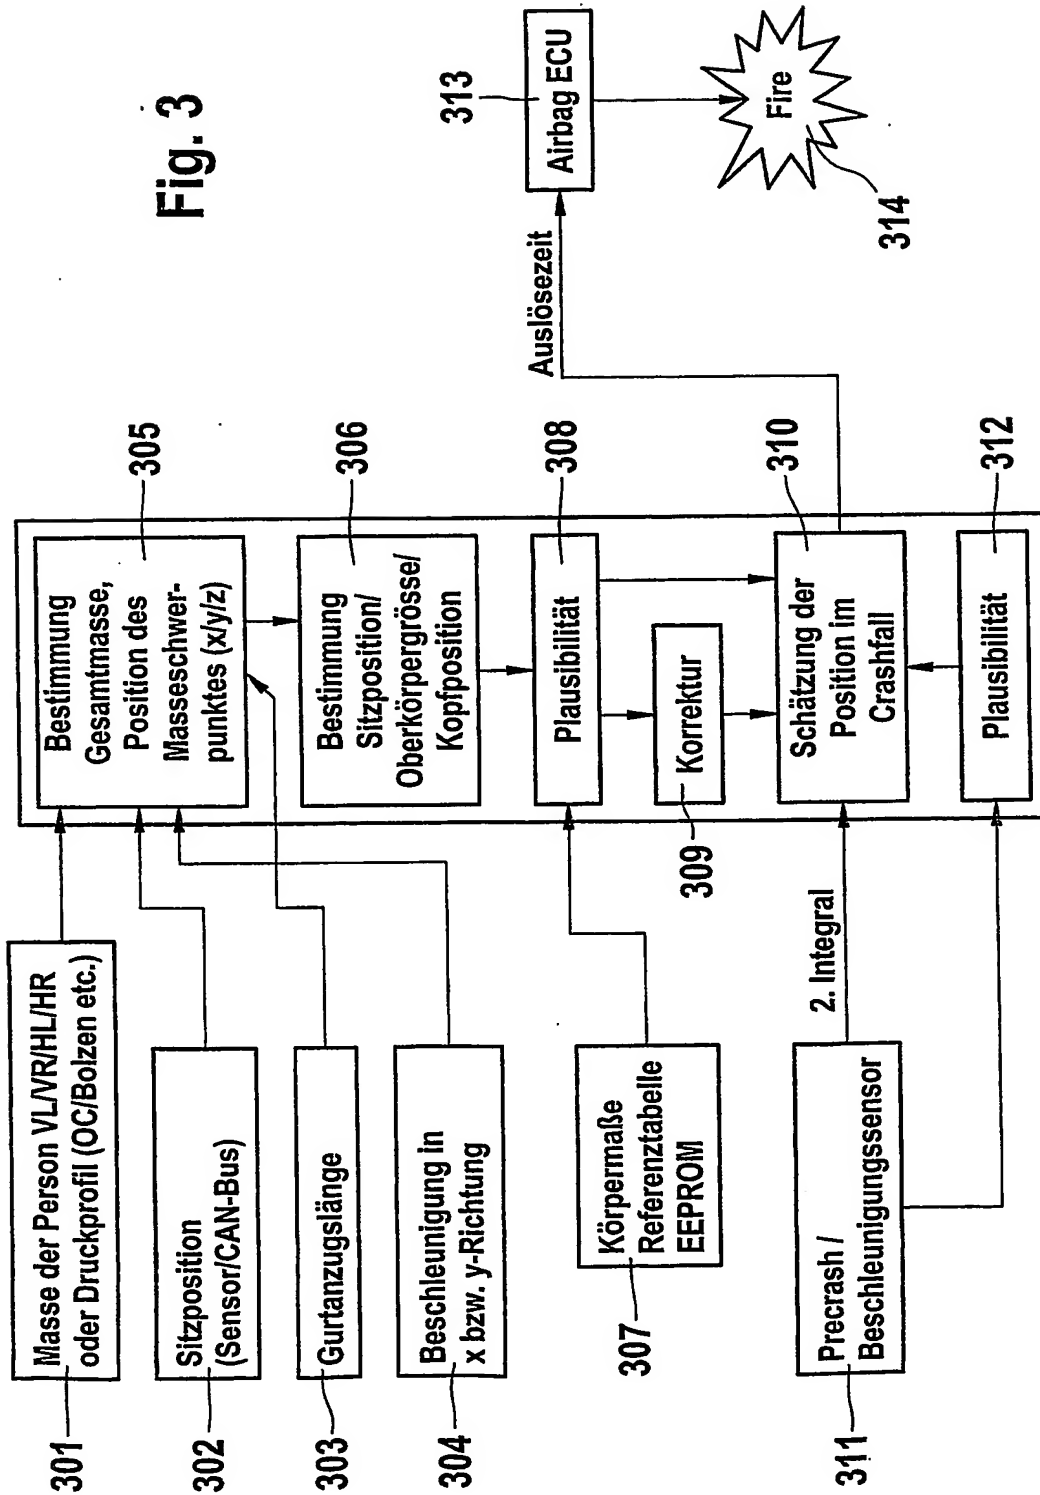 Fig. 3
301
Masse der Person VL/VR/HL/HR
oder Druckprofil (OC/Bolzen etc.)
302
Sitzposition
(Sensor/CAN-Bus)
303
Gurtanzugslänge
304
Beschleunigung in
x bzw. y-Richtung
305
Bestimmung
Gesamtmasse,
Position des
Masseschwer-
punktes (x/y/z)
306
Bestimmung
Sitzposition/
Oberkörpergrösse/
Kopfposition
307
Körpermaße
Referenztabelle
EEPROM
308
Plausibilität
309
Korrektur
310
Schätzung der
Position im
Crashfall
311
Precrash /
Beschleunigungssensor
2. Integral
312
Plausibilität
Auslösezeit
313
Airbag ECU
314
Fire